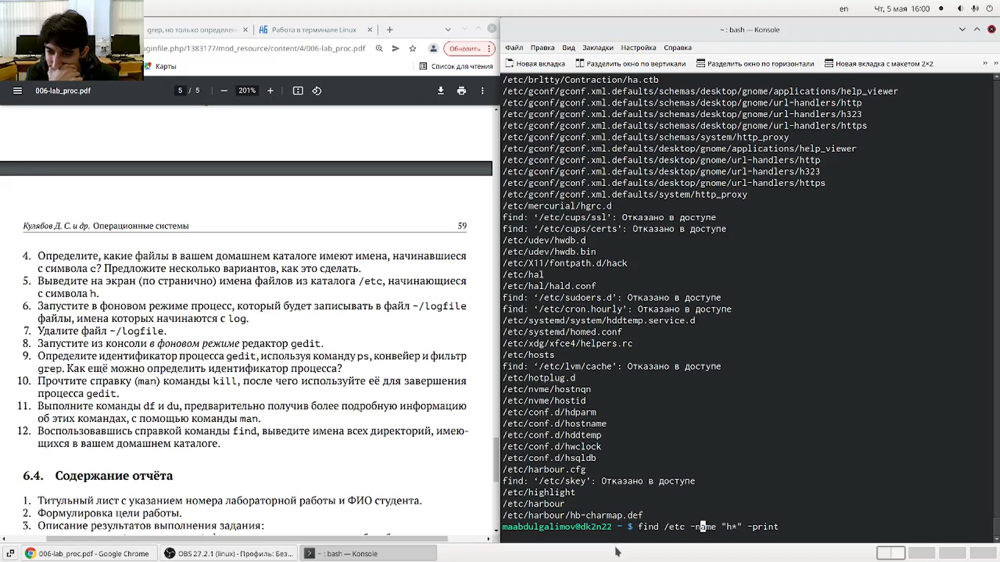 en
Чт, 5 мая 16:00
grep, но только определен
АБ Работа в терминале Linux
uginfile.php/1383177/mod_resource/content/4/006-lab_proc.pdf
Обновить
Карты
Список для чтения
006-lab_proc.pdf
5 / 5
201%
Кулябов Д. С. и др. Операционные системы
59
4. Определите, какие файлы в вашем домашнем каталоге имеют имена, начинавшиеся
с символа c? Предложите несколько вариантов, как это сделать.
5. Выведите на экран (по странично) имена файлов из каталога /etc, начинающиеся
с символа h.
6. Запустите в фоновом режиме процесс, который будет записывать в файл ~/logfile
файлы, имена которых начинаются с log.
7. Удалите файл ~/logfile.
8. Запустите из консоли в фоновом режиме редактор gedit.
9. Определите идентификатор процесса gedit, используя команду ps, конвейер и фильтр
grep. Как ещё можно определить идентификатор процесса?
10. Прочтите справку (man) команды kill, после чего используйте её для завершения
процесса gedit.
11. Выполните команды df и du, предварительно получив более подробную информацию
об этих командах, с помощью команды man.
12. Воспользовавшись справкой команды find, выведите имена всех директорий, имею-
щихся в вашем домашнем каталоге.
6.4. Содержание отчёта
1. Титульный лист с указанием номера лабораторной работы и ФИО студента.
2. Формулировка цели работы.
3. Описание результатов выполнения задания:
~ : bash — Konsole
Файл Правка Вид Закладки Настройка Справка
Новая вкладка Разделить окно по вертикали Разделить окно по горизонтали Новая вкладка с макетом 2×2
/etc/brltty/Contraction/ha.ctb
/etc/gconf/gconf.xml.defaults/schemas/desktop/gnome/applications/help_viewer
/etc/gconf/gconf.xml.defaults/schemas/desktop/gnome/url-handlers/http
/etc/gconf/gconf.xml.defaults/schemas/desktop/gnome/url-handlers/h323
/etc/gconf/gconf.xml.defaults/schemas/desktop/gnome/url-handlers/https
/etc/gconf/gconf.xml.defaults/schemas/system/http_proxy
/etc/gconf/gconf.xml.defaults/desktop/gnome/applications/help_viewer
/etc/gconf/gconf.xml.defaults/desktop/gnome/url-handlers/http
/etc/gconf/gconf.xml.defaults/desktop/gnome/url-handlers/h323
/etc/gconf/gconf.xml.defaults/desktop/gnome/url-handlers/https
/etc/gconf/gconf.xml.defaults/system/http_proxy
/etc/mercurial/hgrc.d
find: ‘/etc/cups/ssl’: Отказано в доступе
find: ‘/etc/cups/certs’: Отказано в доступе
/etc/udev/hwdb.d
/etc/udev/hwdb.bin
/etc/X11/fontpath.d/hack
/etc/hal
/etc/hal/hald.conf
find: ‘/etc/sudoers.d’: Отказано в доступе
find: ‘/etc/cron.hourly’: Отказано в доступе
/etc/systemd/system/hddtemp.service.d
/etc/systemd/homed.conf
/etc/xdg/xfce4/helpers.rc
/etc/hosts
find: ‘/etc/lvm/cache’: Отказано в доступе
/etc/hotplug.d
/etc/nvme/hostnqn
/etc/nvme/hostid
/etc/conf.d/hdparm
/etc/conf.d/hostname
/etc/conf.d/hddtemp
/etc/conf.d/hwclock
/etc/conf.d/hsqldb
/etc/harbour.cfg
find: ‘/etc/skey’: Отказано в доступе
/etc/highlight
/etc/harbour
/etc/harbour/hb-charmap.def
maabdulgalimov@dk2n22 ~ $ find /etc -name "h*" -print
006-lab_proc.pdf - Google Chrome
OBS 27.2.1 (linux) - Профиль: Без...
~ : bash — Konsole